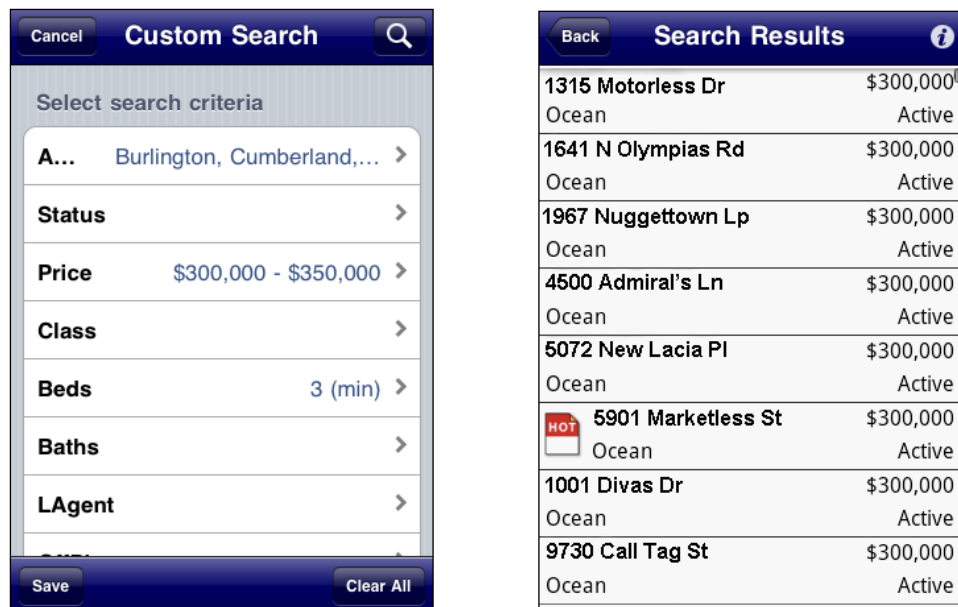 Cancel Custom Search
Select search criteria
A... Burlington, Cumberland,...
Status
Price $300,000 - $350,000
Class
Beds 3 (min)
Baths
LAgent
Save Clear All
Back Search Results i
1315 Motorless Dr $300,000
Ocean Active
1641 N Olympias Rd $300,000
Ocean Active
1967 Nuggettown Lp $300,000
Ocean Active
4500 Admiral's Ln $300,000
Ocean Active
5072 New Lacia Pl $300,000
Ocean Active
HOT 5901 Marketless St $300,000
Ocean Active
1001 Divas Dr $300,000
Ocean Active
9730 Call Tag St $300,000
Ocean Active